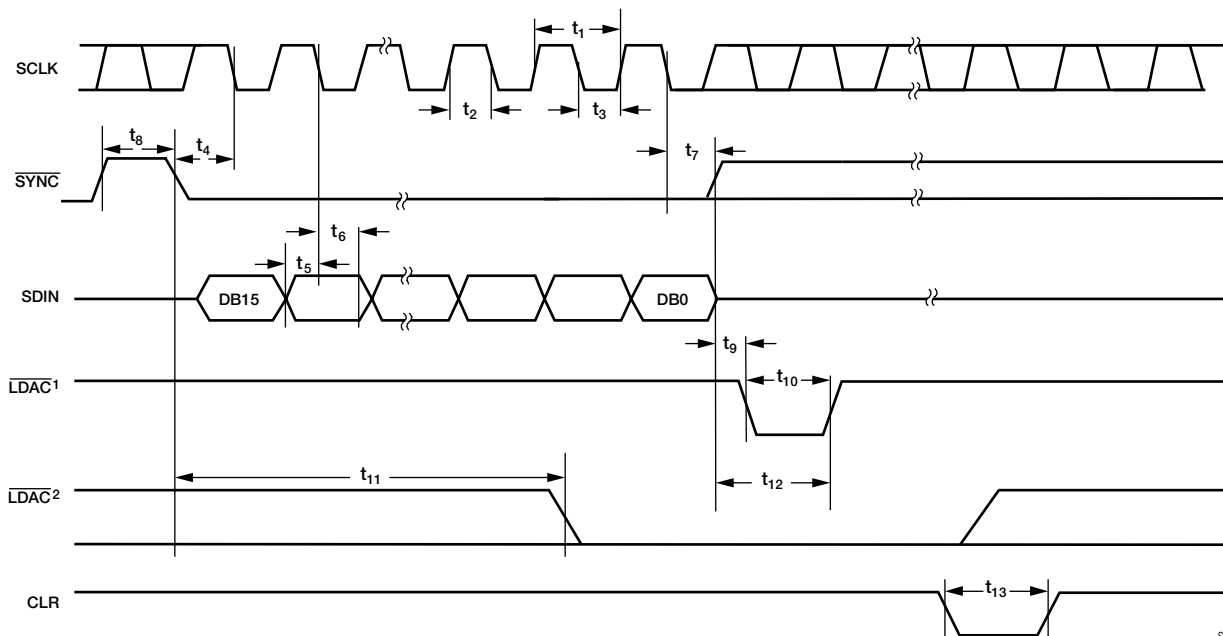 t1
SCLK
t2
t3
t8
t4
t7
SYNC
t6
t5
SDIN
DB15
DB0
t9
LDAC1
t10
t11
LDAC2
t12
CLR
t13